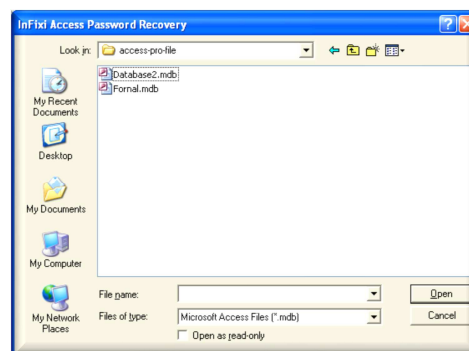 InFixi Access Password Recovery
Look in:
access-pro-file
Database2.mdb
Fornal.mdb
My Recent
Documents
Desktop
My Documents
My Computer
My Network
Places
File name:
Open
Files of type:
Microsoft Access Files (*.mdb)
Cancel
Open as read-only